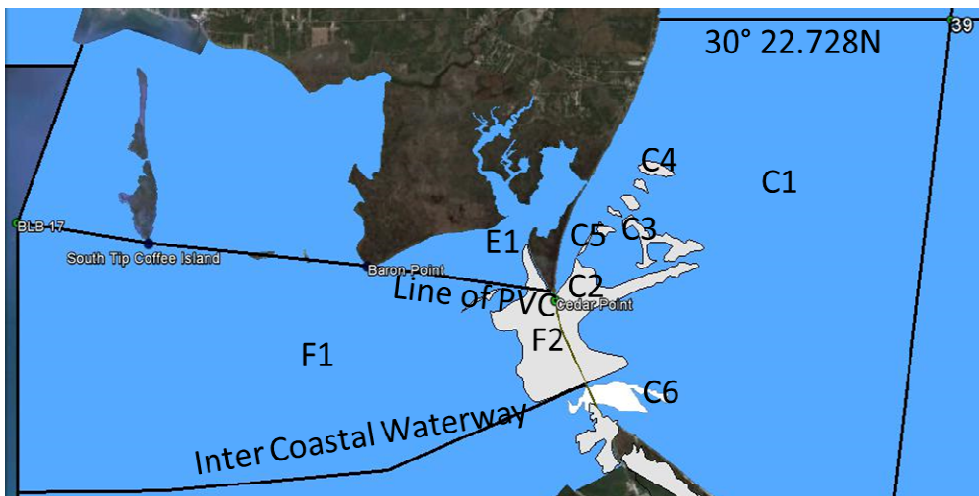 39
30° 22.728N
C4
C1
C5
C3
E1
BLB-17
South Tip Coffee Island
Baron Point
C2
Line of PVC
Cedar Point
F2
F1
C6
Inter Coastal Waterway